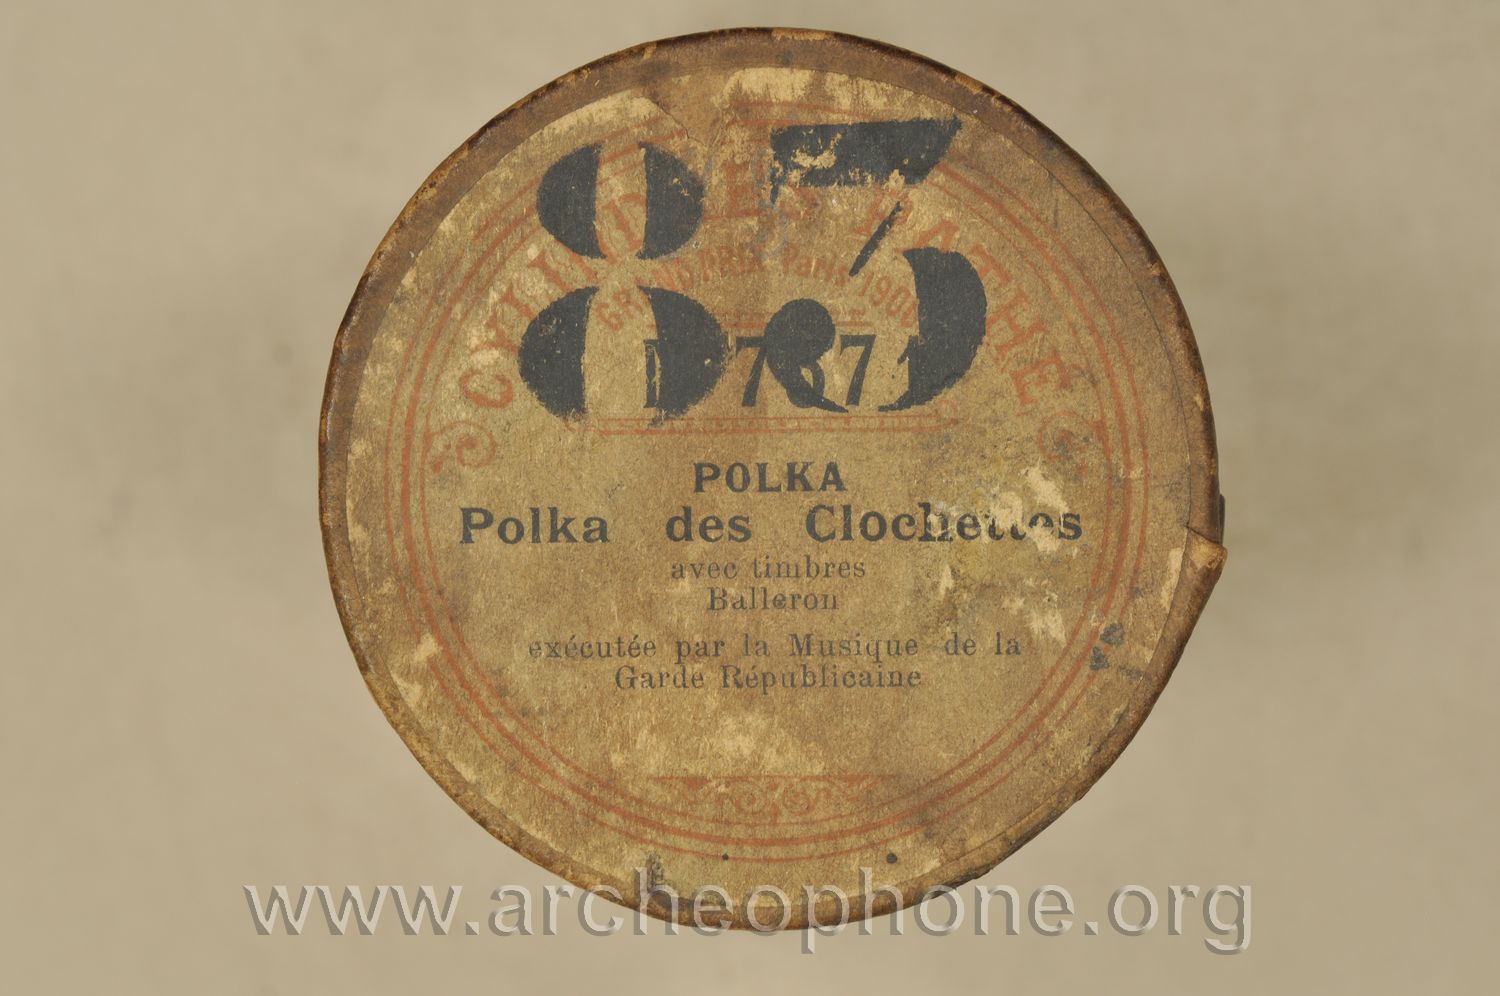 CYLINDRES PATHÉ
GRAND PRIX Paris 1900
83
POLKA
Polka des Clochettes
avec timbres
Balleron
exécutée par la Musique de la
Garde Républicaine
www.archeophone.org